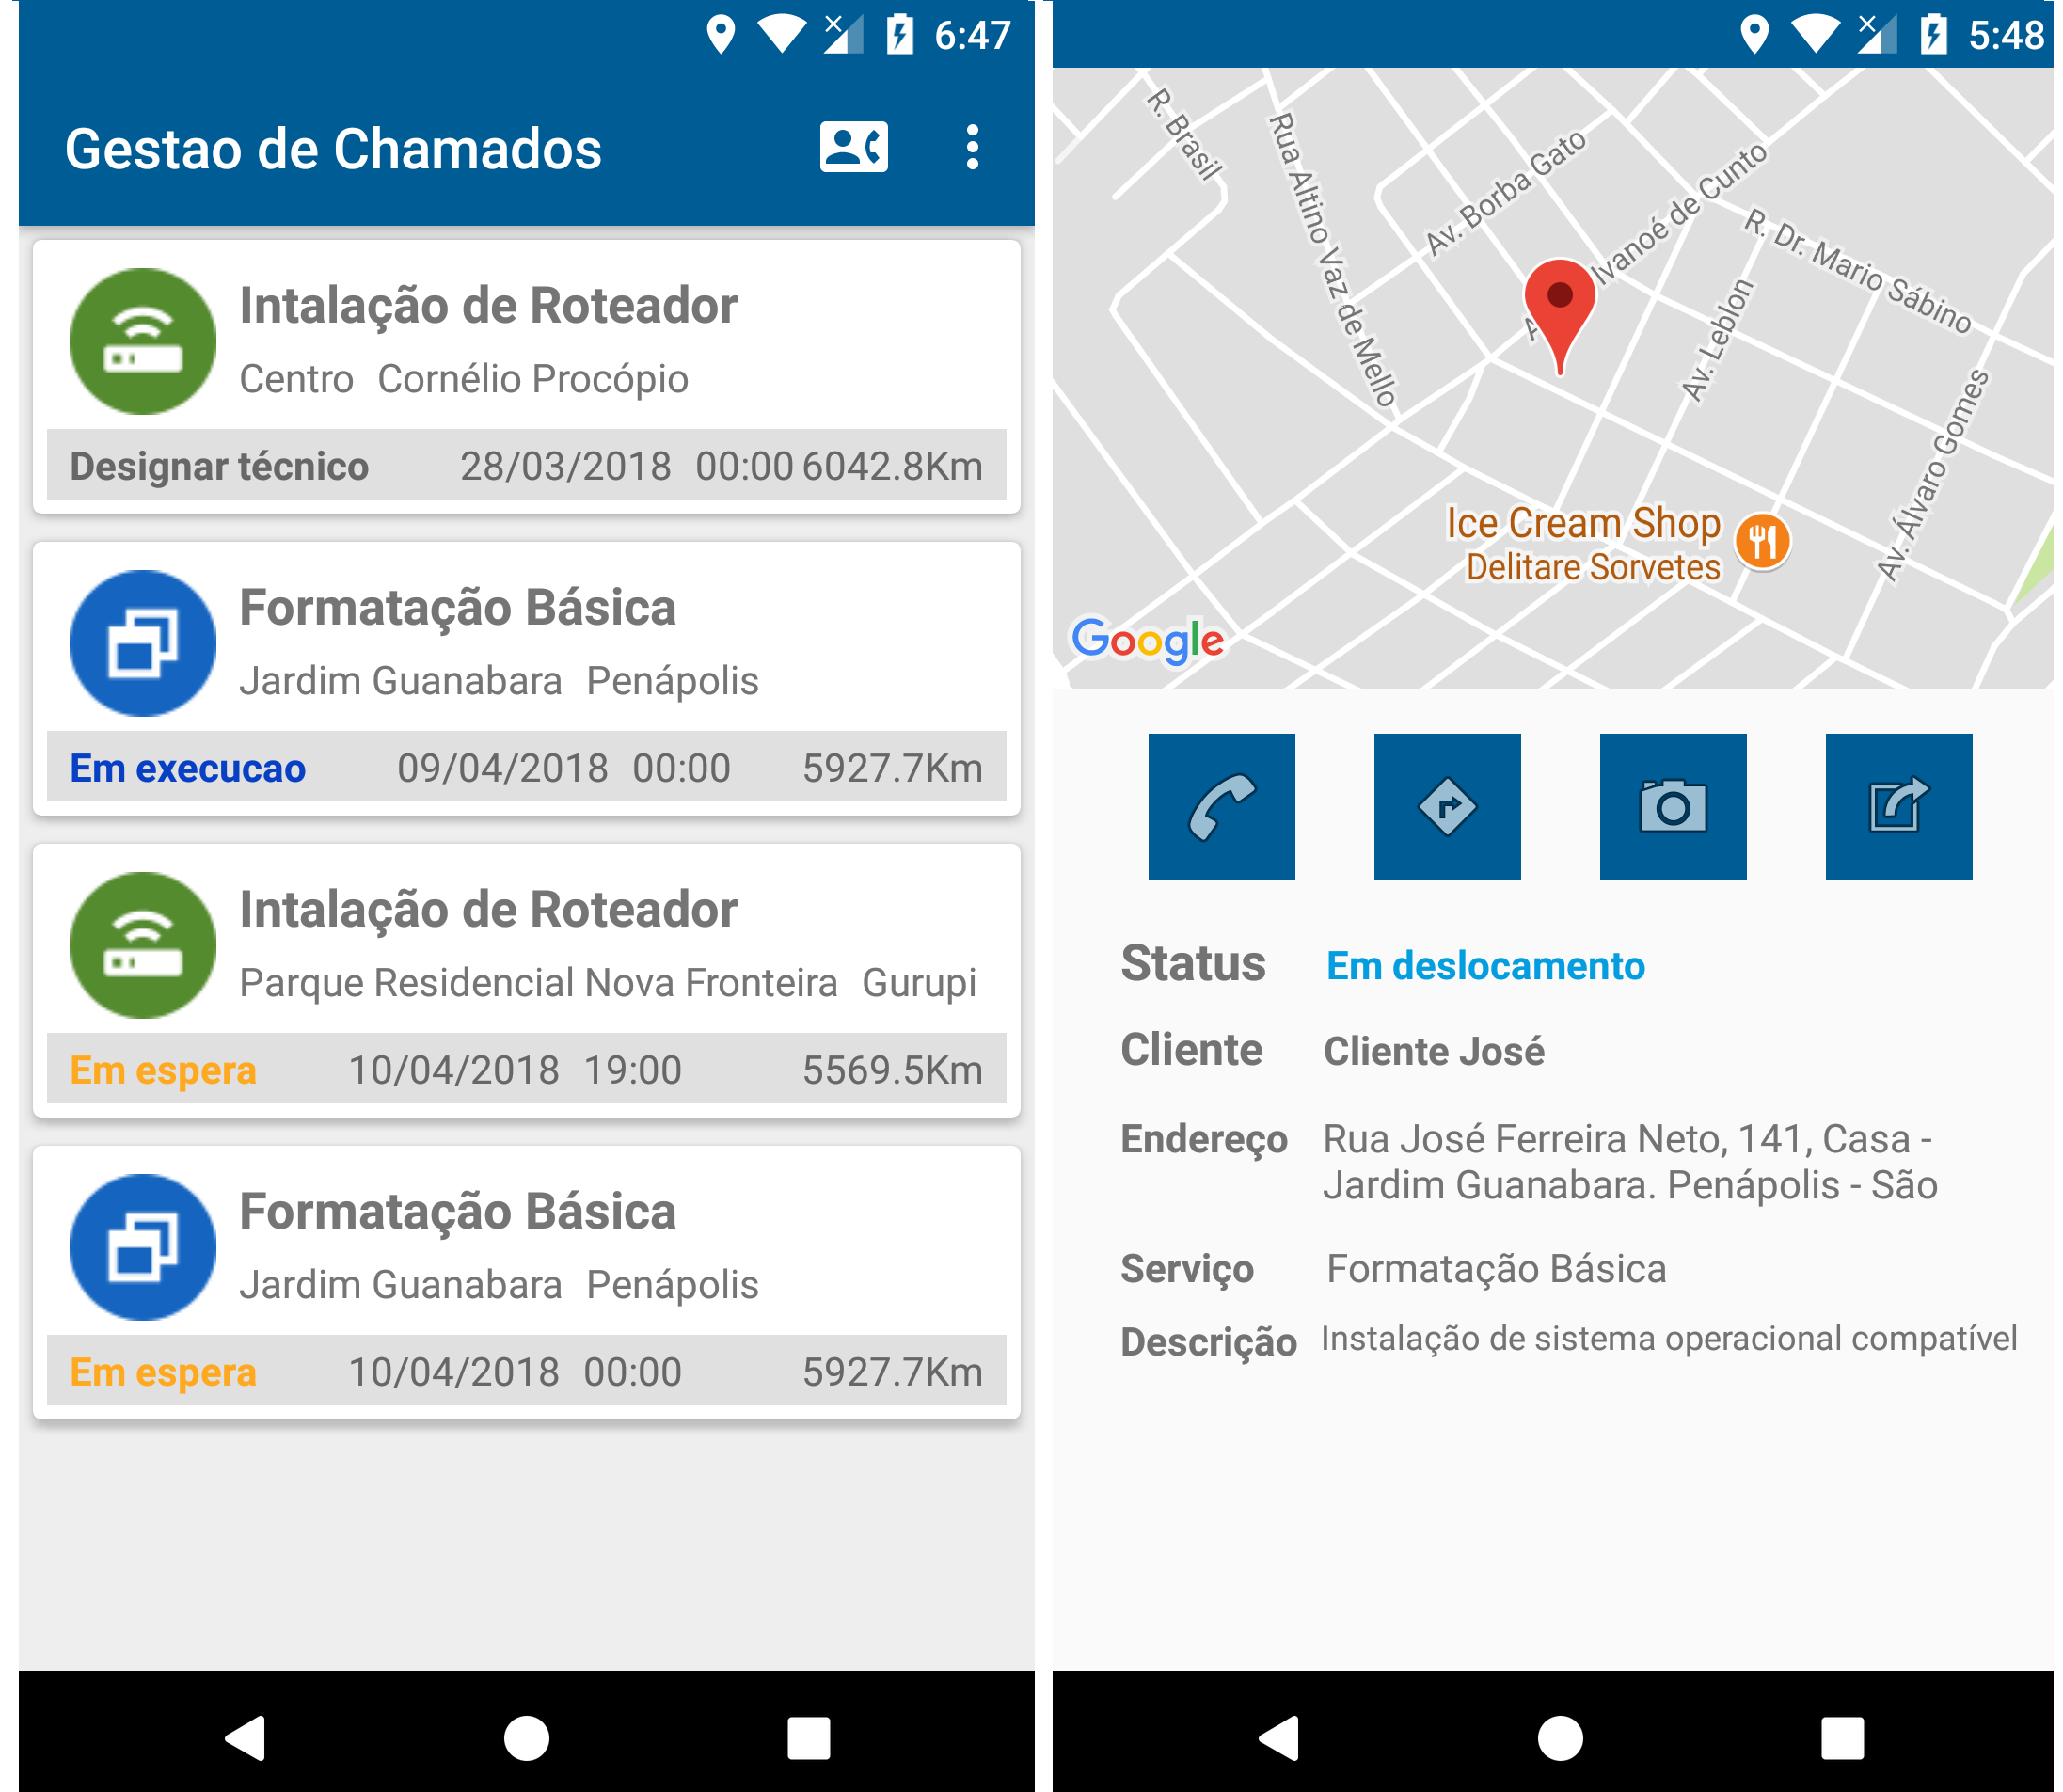 6:47
Gestao de Chamados
Intalação de Roteador
Centro Cornélio Procópio
Designar técnico 28/03/2018 00:00 6042.8Km
Formatação Básica
Jardim Guanabara Penápolis
Em execucao 09/04/2018 00:00 5927.7Km
Intalação de Roteador
Parque Residencial Nova Fronteira Gurupi
Em espera 10/04/2018 19:00 5569.5Km
Formatação Básica
Jardim Guanabara Penápolis
Em espera 10/04/2018 00:00 5927.7Km
5:48
R. Brasil
Rua Altino Vaz de Mello
Av. Borba Gato
Ivanoé de Cunto
R. Dr. Mario Sábino
Av. Leblon
Av. Álvaro Gomes
Ice Cream Shop
Delitare Sorvetes
Google
Status Em deslocamento
Cliente Cliente José
Endereço Rua José Ferreira Neto, 141, Casa -
Jardim Guanabara. Penápolis - São
Serviço Formatação Básica
Descrição Instalação de sistema operacional compatível